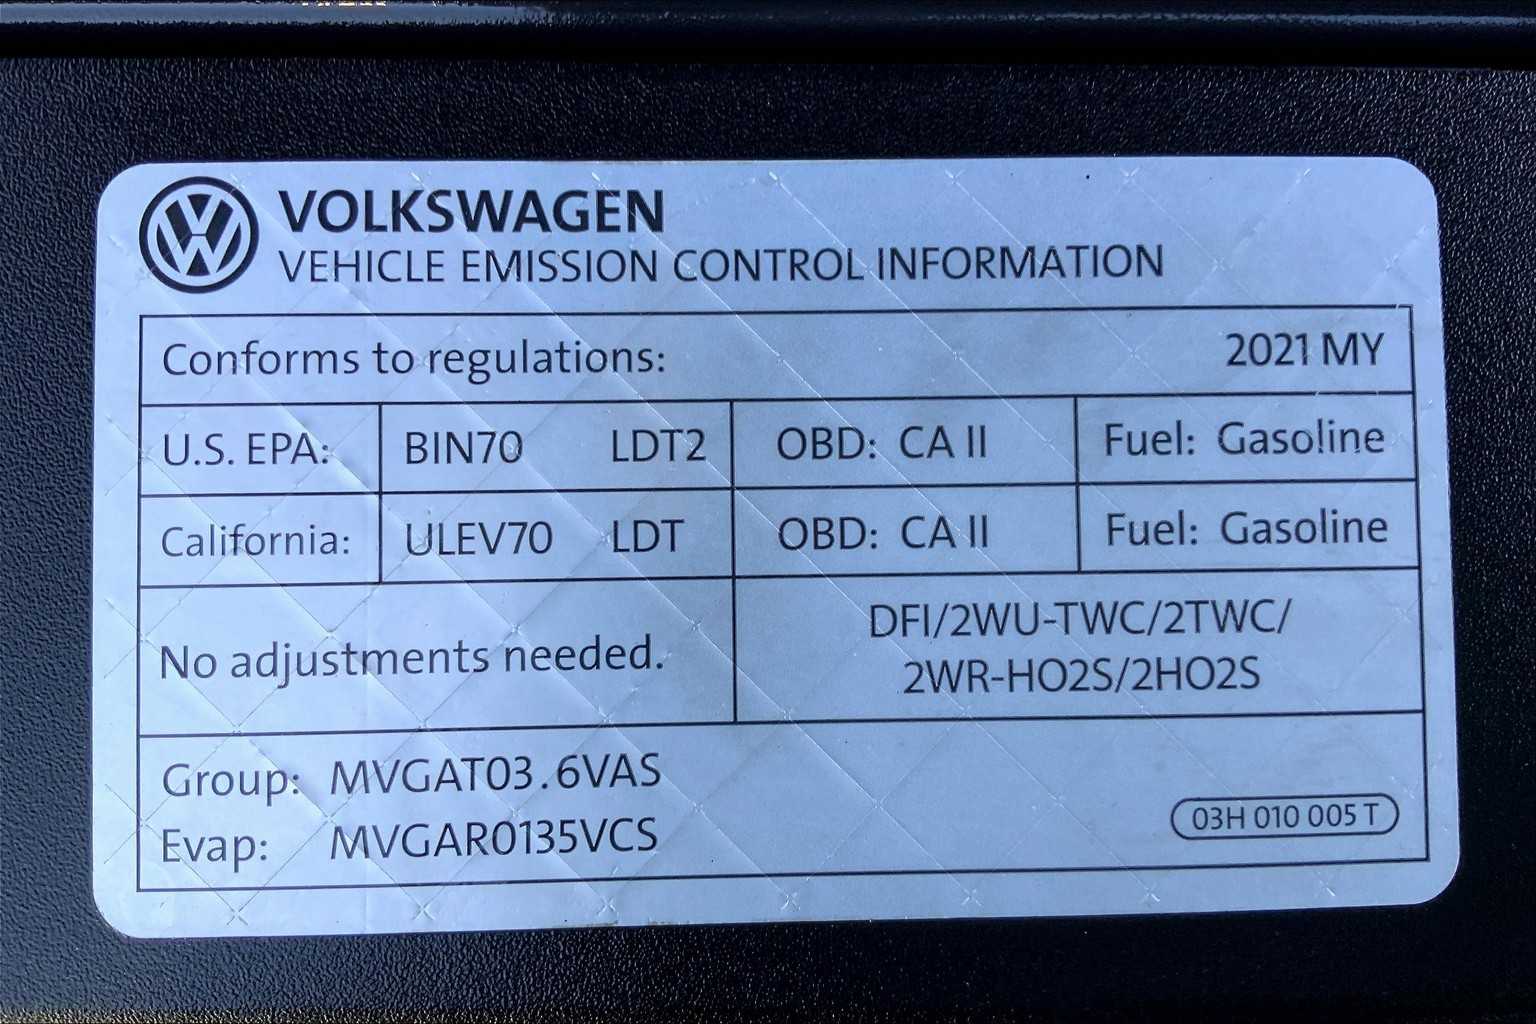 VOLKSWAGEN
VEHICLE EMISSION CONTROL INFORMATION
Conforms to regulations: 2021 MY
U.S. EPA: BIN70 LDT2 OBD: CA II Fuel: Gasoline
California: ULEV70 LDT OBD: CA II Fuel: Gasoline
No adjustments needed.
DFI/2WU-TWC/2TWC/
2WR-HO2S/2HO2S
Group: MVGAT03.6VAS
Evap: MVGAR0135VCS
03H 010 005 T